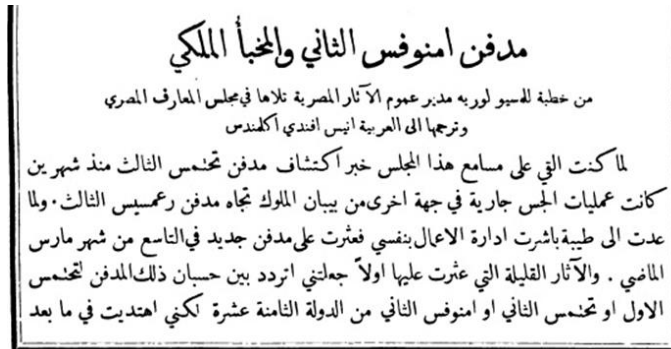 مدفن امنوفس الثاني والمخبأ الملكي
من خطبة للمسيو لوريه مدير عموم الآثار المصرية تلاها في مجلس المعارف المصري
وترجمها الى العربية انيس افندي اكلمندس
لما كنت القي على مسامع هذا المجلس خبر اكتشاف مدفن تحتمس الثالث منذ شهرين
كانت عمليات الجس جارية في جهة اخرى من بيبان الملوك تجاه مدفن رعمسيس الثالث. ولما
عدت الى طيبة باشرت ادارة الاعمال بنفسي فعثرت على مدفن جديد في التاسع من شهر مارس
الماضي. والآثار القليلة التي عثرت عليها اولاً جعلتني اتردد بين حسبان ذلك المدفن لتحتمس
الاول او تحتمس الثاني او امنوفس الثاني من الدولة الثامنة عشرة لكني اهتديت في ما بعد